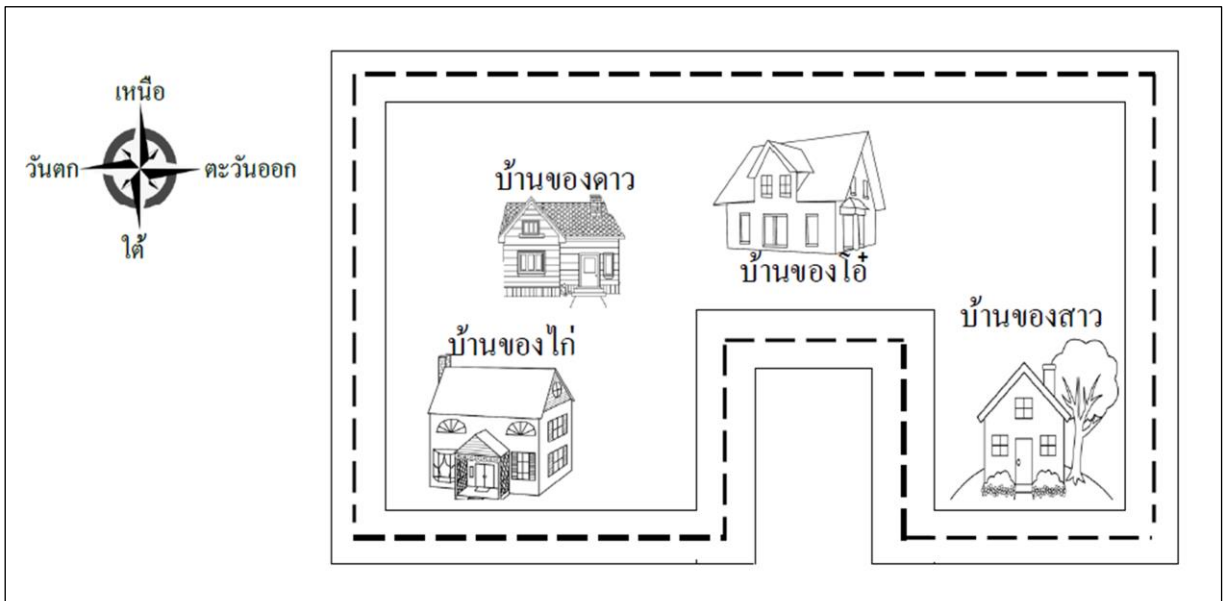 เหนือ
วันตก
ตะวันออก
ใต้
บ้านของดาว
บ้านของโอ๋
บ้านของไก่
บ้านของสาว